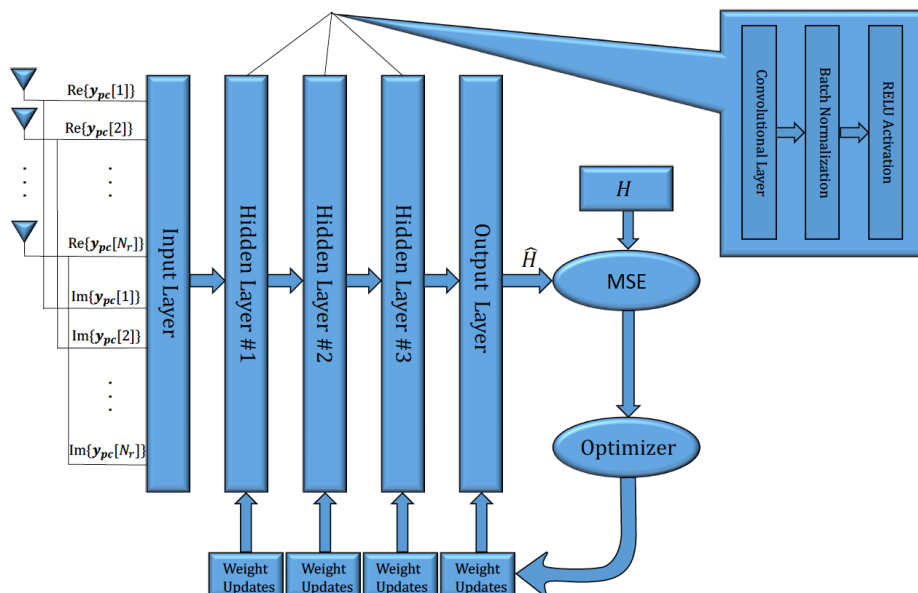 Re{y_pc[1]}
Re{y_pc[2]}
Re{y_pc[N_r]}
Im{y_pc[1]}
Im{y_pc[2]}
Im{y_pc[N_r]}
Input Layer
Hidden Layer #1
Hidden Layer #2
Hidden Layer #3
Output Layer
Ĥ
H
MSE
Optimizer
Weight
Updates
Weight
Updates
Weight
Updates
Weight
Updates
Convolutional Layer
Batch Normalization
RELU Activation